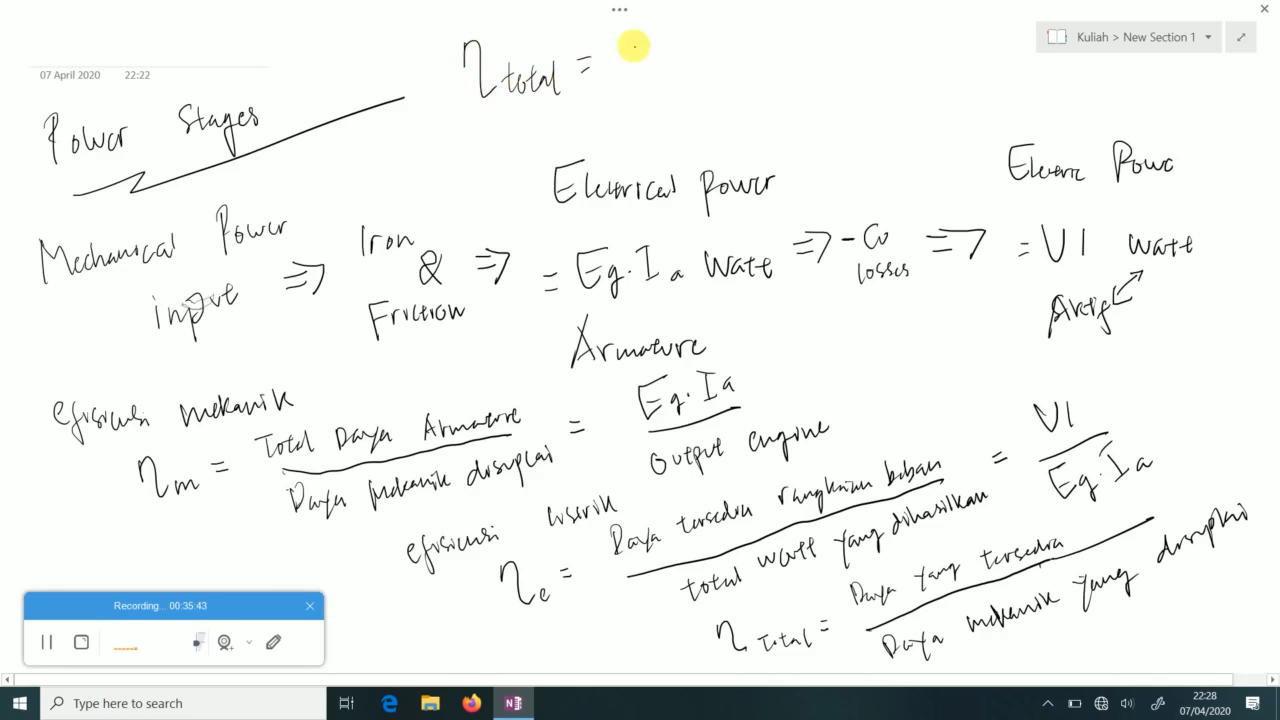 Kuliah > New Section 1
07 April 2020 22:22
η total =
Power Stages
Mechanical Power input ⇒ Iron & Friction ⇒
Electrical Power
= Eg.Ia Watt ⇒ - Cu losses ⇒
Armature
Electric Powe
= VI Watt
efisiensi mekanik
ηm = Total Daya Armature / Daya mekanik disuplai = Eg.Ia / Output engine
efisiensi listrik
ηe = Daya tersedia rangkaian beban / total watt yang dihasilkan = VI / Eg.Ia
η Total = Daya yang tersedia / Daya mekanik yang disuplai
Recording... 00:35:43
Type here to search
22:28
07/04/2020